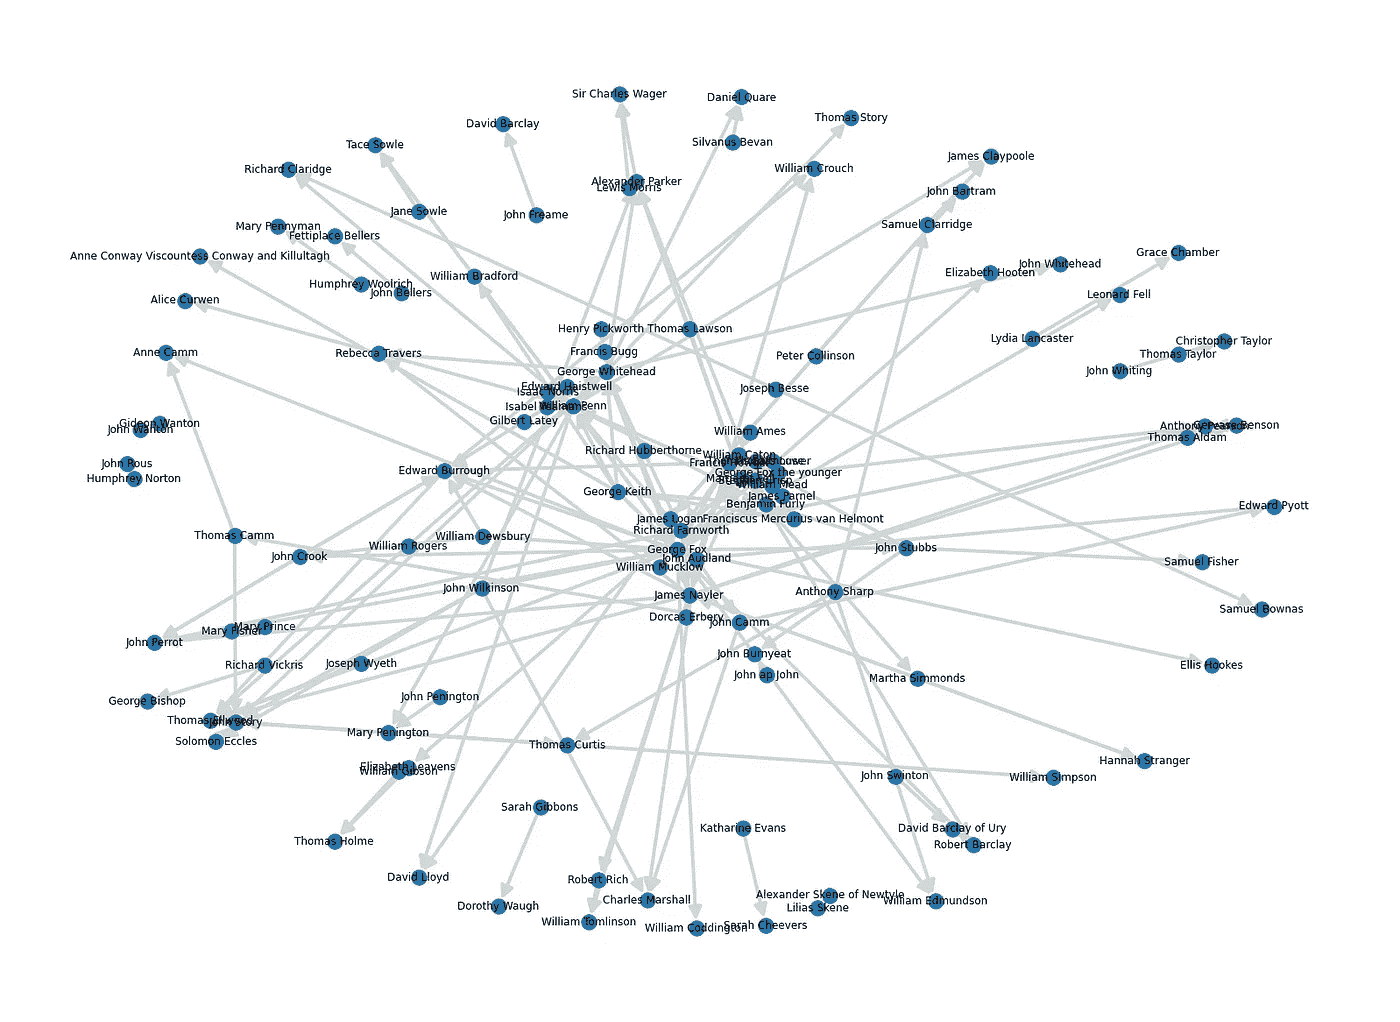 Sir Charles Wager
Daniel Quare
Thomas Story
David Barclay
Silvanus Bevan
Tace Sowle
James Claypoole
Richard Claridge
William Crouch
Alexander Parker
Lewis Morris
John Bartram
Jane Sowle
John Freame
Samuel Clarridge
Mary Pennyman
Fettiplace Bellers
Grace Chamber
Anne Conway Viscountess Conway and Killultagh
John Whitehead
Elizabeth Hooten
William Bradford
Humphrey Woolrich
John Bellers
Leonard Fell
Alice Curwen
Henry Pickworth
Thomas Lawson
Lydia Lancaster
Christopher Taylor
Anne Camm
Rebecca Travers
Francis Bugg
Peter Collinson
Thomas Taylor
George Whitehead
John Whiting
Edward Haistwell
Isaac Norris
Joseph Besse
Isabel
William Penn
Gilbert Latey
Gideon Wanton
John Wanton
William Ames
Anthony
Gervase Benson
Thomas Aldam
Richard Hubberthorne
William Caton
John Rous
Edward Burrough
George Fox the younger
Humphrey Norton
William Mead
George Keith
James Parnel
Benjamin Furly
Edward Pyott
James Logan
Franciscus Mercurius van Helmont
Richard Farnworth
Thomas Camm
William Dewsbury
William Rogers
George Fox
John Stubbs
John Crook
John Audland
Samuel Fisher
William Mucklow
John Wilkinson
James Nayler
Anthony Sharp
Samuel Bownas
Dorcas Erbery
John Camm
Mary Prince
Mary Fisher
John Perrot
John Burnyeat
Richard Vickris
Joseph Wyeth
Ellis Hookes
John ap John
Martha Simmonds
George Bishop
John Penington
Thomas Ellwood
John Story
Mary Penington
Solomon Eccles
Thomas Curtis
Hannah Stranger
Elizabeth Leavens
William Gibson
John Swinton
William Simpson
Sarah Gibbons
Katharine Evans
David Barclay of Ury
Thomas Holme
Robert Barclay
David Lloyd
Robert Rich
Alexander Skene of Newtyle
Charles Marshall
William Edmundson
Dorothy Waugh
Lilias Skene
William Tomlinson
William Coddington
Sarah Cheevers